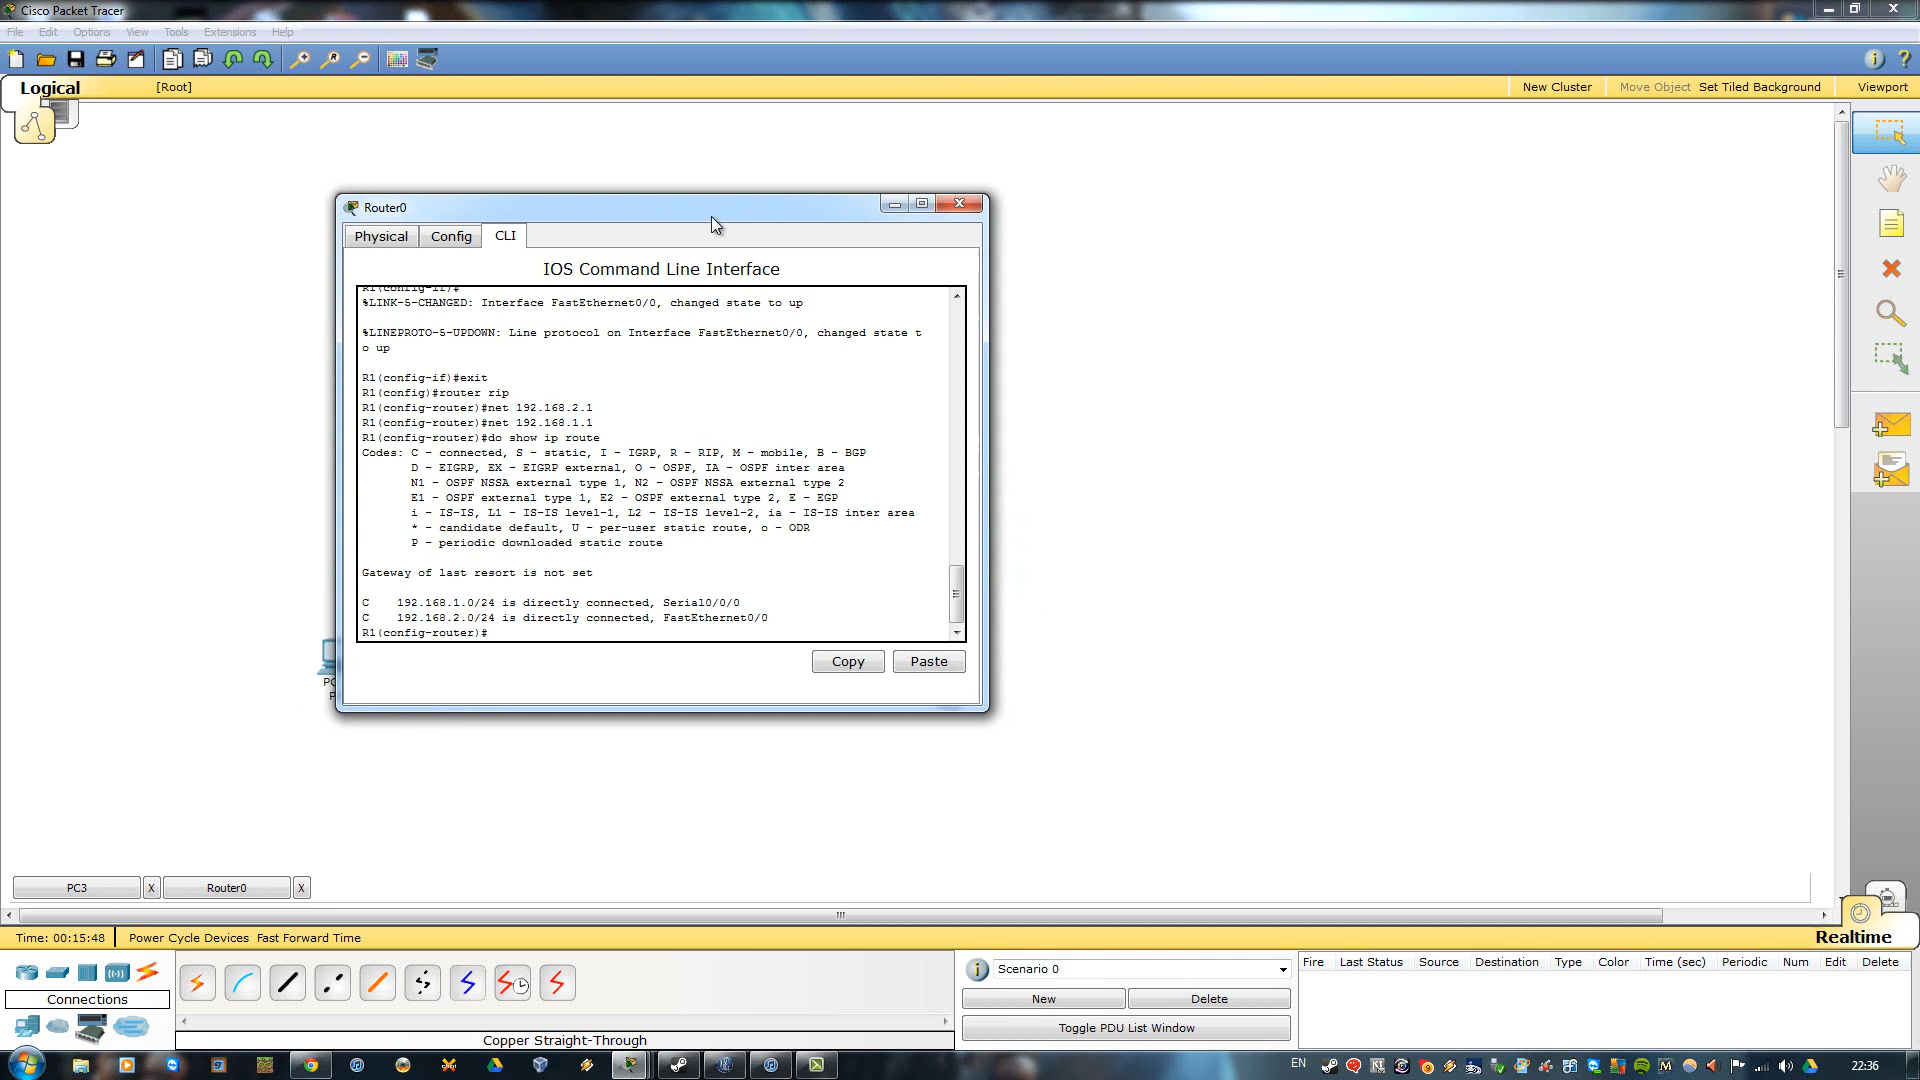 Cisco Packet Tracer
File Edit Options View Tools Extensions Help
Logical
[Root]
New Cluster
Move Object
Set Tiled Background
Viewport
Router0
Physical
Config
CLI
IOS Command Line Interface
R1(config-if)#
%LINK-5-CHANGED: Interface FastEthernet0/0, changed state to up
%LINEPROTO-5-UPDOWN: Line protocol on Interface FastEthernet0/0, changed state t
o up
R1(config-if)#exit
R1(config)#router rip
R1(config-router)#net 192.168.2.1
R1(config-router)#net 192.168.1.1
R1(config-router)#do show ip route
Codes: C - connected, S - static, I - IGRP, R - RIP, M - mobile, B - BGP
D - EIGRP, EX - EIGRP external, O - OSPF, IA - OSPF inter area
N1 - OSPF NSSA external type 1, N2 - OSPF NSSA external type 2
E1 - OSPF external type 1, E2 - OSPF external type 2, E - EGP
i - IS-IS, L1 - IS-IS level-1, L2 - IS-IS level-2, ia - IS-IS inter area
* - candidate default, U - per-user static route, o - ODR
P - periodic downloaded static route
Gateway of last resort is not set
C 192.168.1.0/24 is directly connected, Serial0/0/0
C 192.168.2.0/24 is directly connected, FastEthernet0/0
R1(config-router)#
Copy
Paste
PC3
X
Router0
X
Time: 00:15:48
Power Cycle Devices Fast Forward Time
Realtime
Connections
Copper Straight-Through
Scenario 0
New
Delete
Toggle PDU List Window
Fire Last Status Source Destination Type Color Time (sec) Periodic Num Edit Delete
EN
22:36